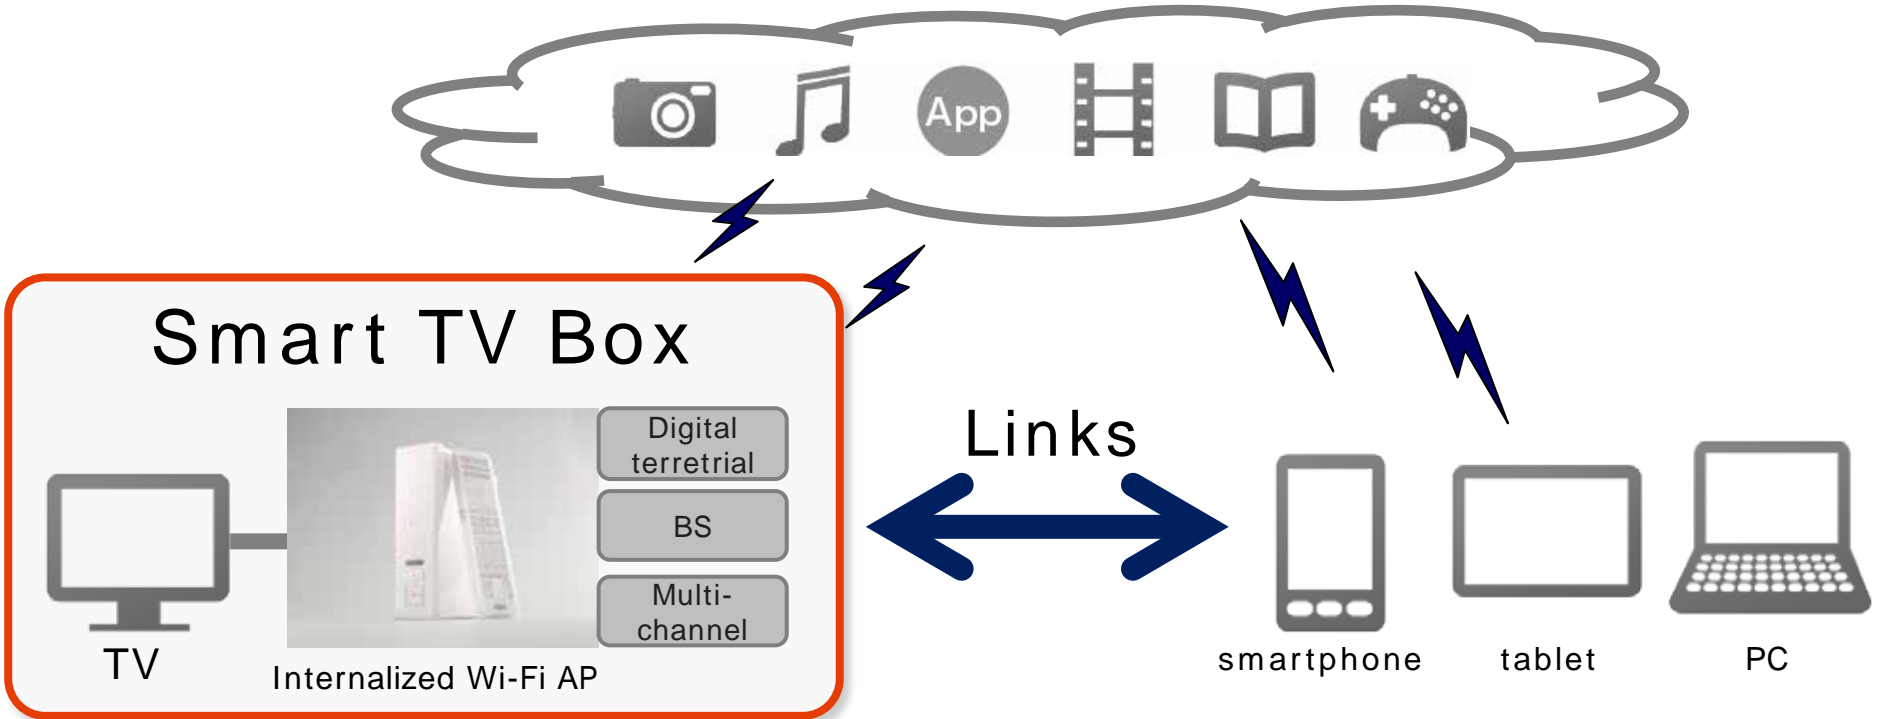 App
Smart TV Box
Digital
terretrial
BS
Multi-
channel
TV
Internalized Wi-Fi AP
Links
smartphone
tablet
PC